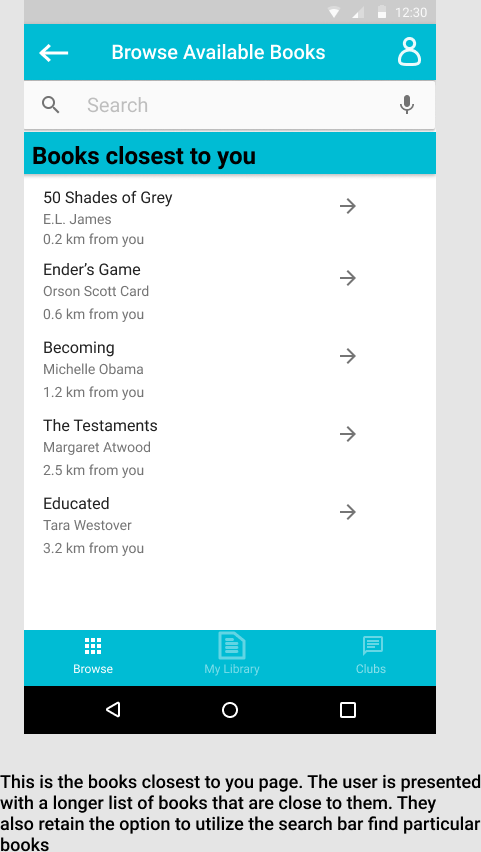 12:30
Browse Available Books
Search
Books closest to you
50 Shades of Grey
E.L. James
0.2 km from you
Ender’s Game
Orson Scott Card
0.6 km from you
Becoming
Michelle Obama
1.2 km from you
The Testaments
Margaret Atwood
2.5 km from you
Educated
Tara Westover
3.2 km from you
Browse My Library Clubs
This is the books closest to you page. The user is presented
with a longer list of books that are close to them. They
also retain the option to utilize the search bar find particular
books